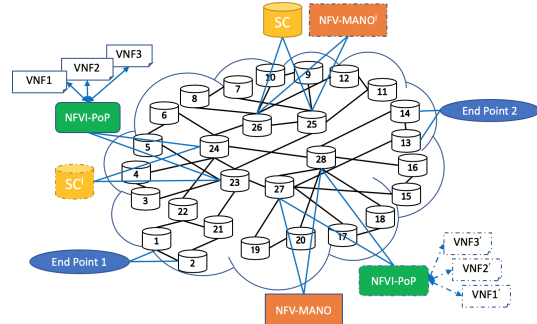 SC
NFV-MANO^i
VNF3
VNF2
VNF1
NFVI-PoP
10
9
12
7
11
8
6
26
25
14
End Point 2
5
24
13
28
4
16
SC^i
23
27
15
3
22
18
21
1
20
17
19
2
End Point 1
VNF3′
VNF2′
VNF1′
NFVI-PoP
NFV-MANO